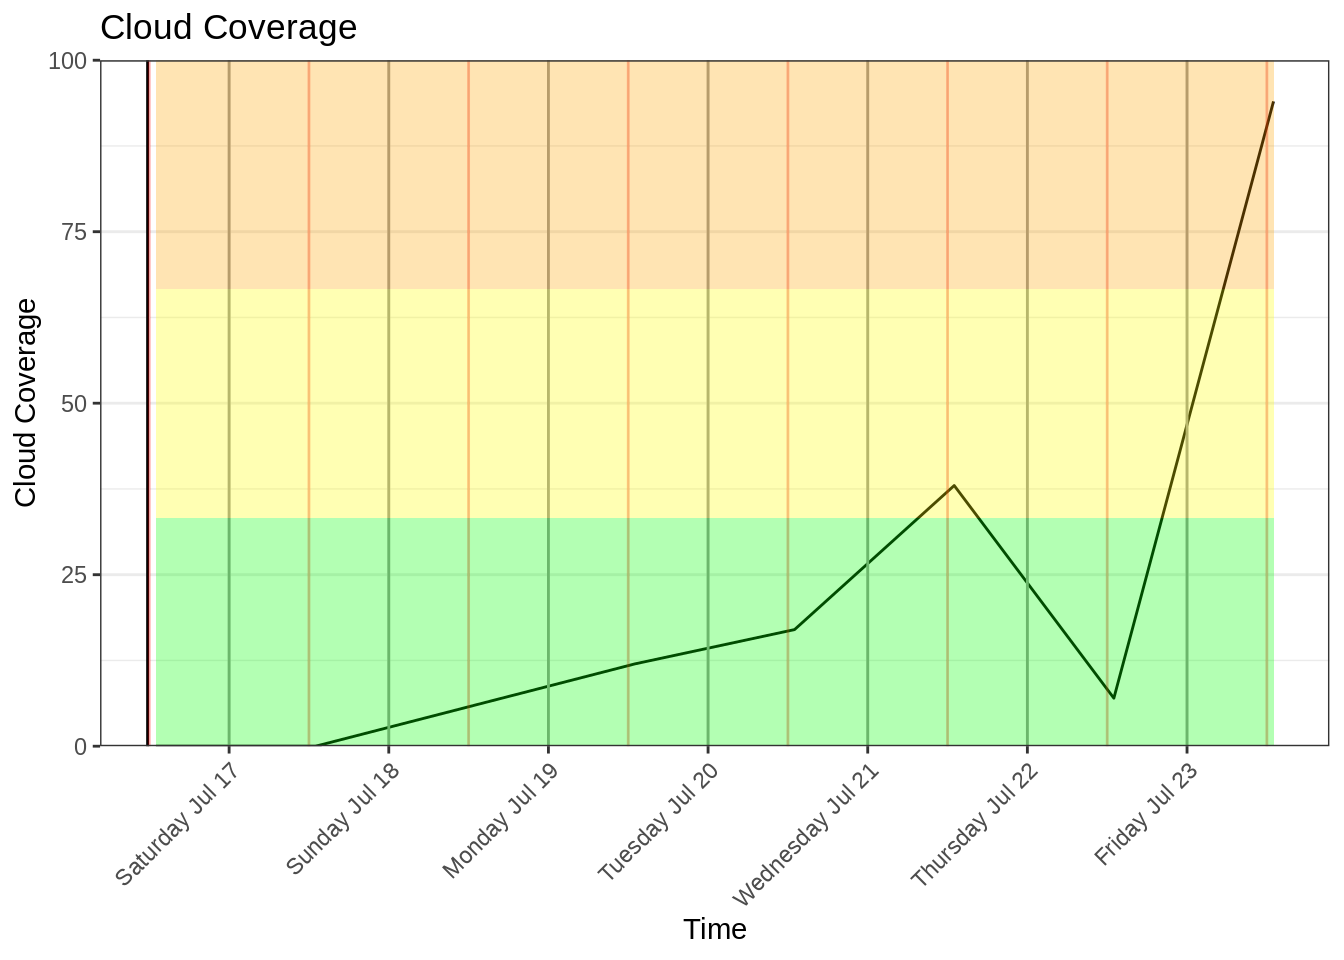 Cloud Coverage
100
75
50
25
0
Cloud Coverage
Saturday Jul 17
Sunday Jul 18
Monday Jul 19
Tuesday Jul 20
Wednesday Jul 21
Thursday Jul 22
Friday Jul 23
Time